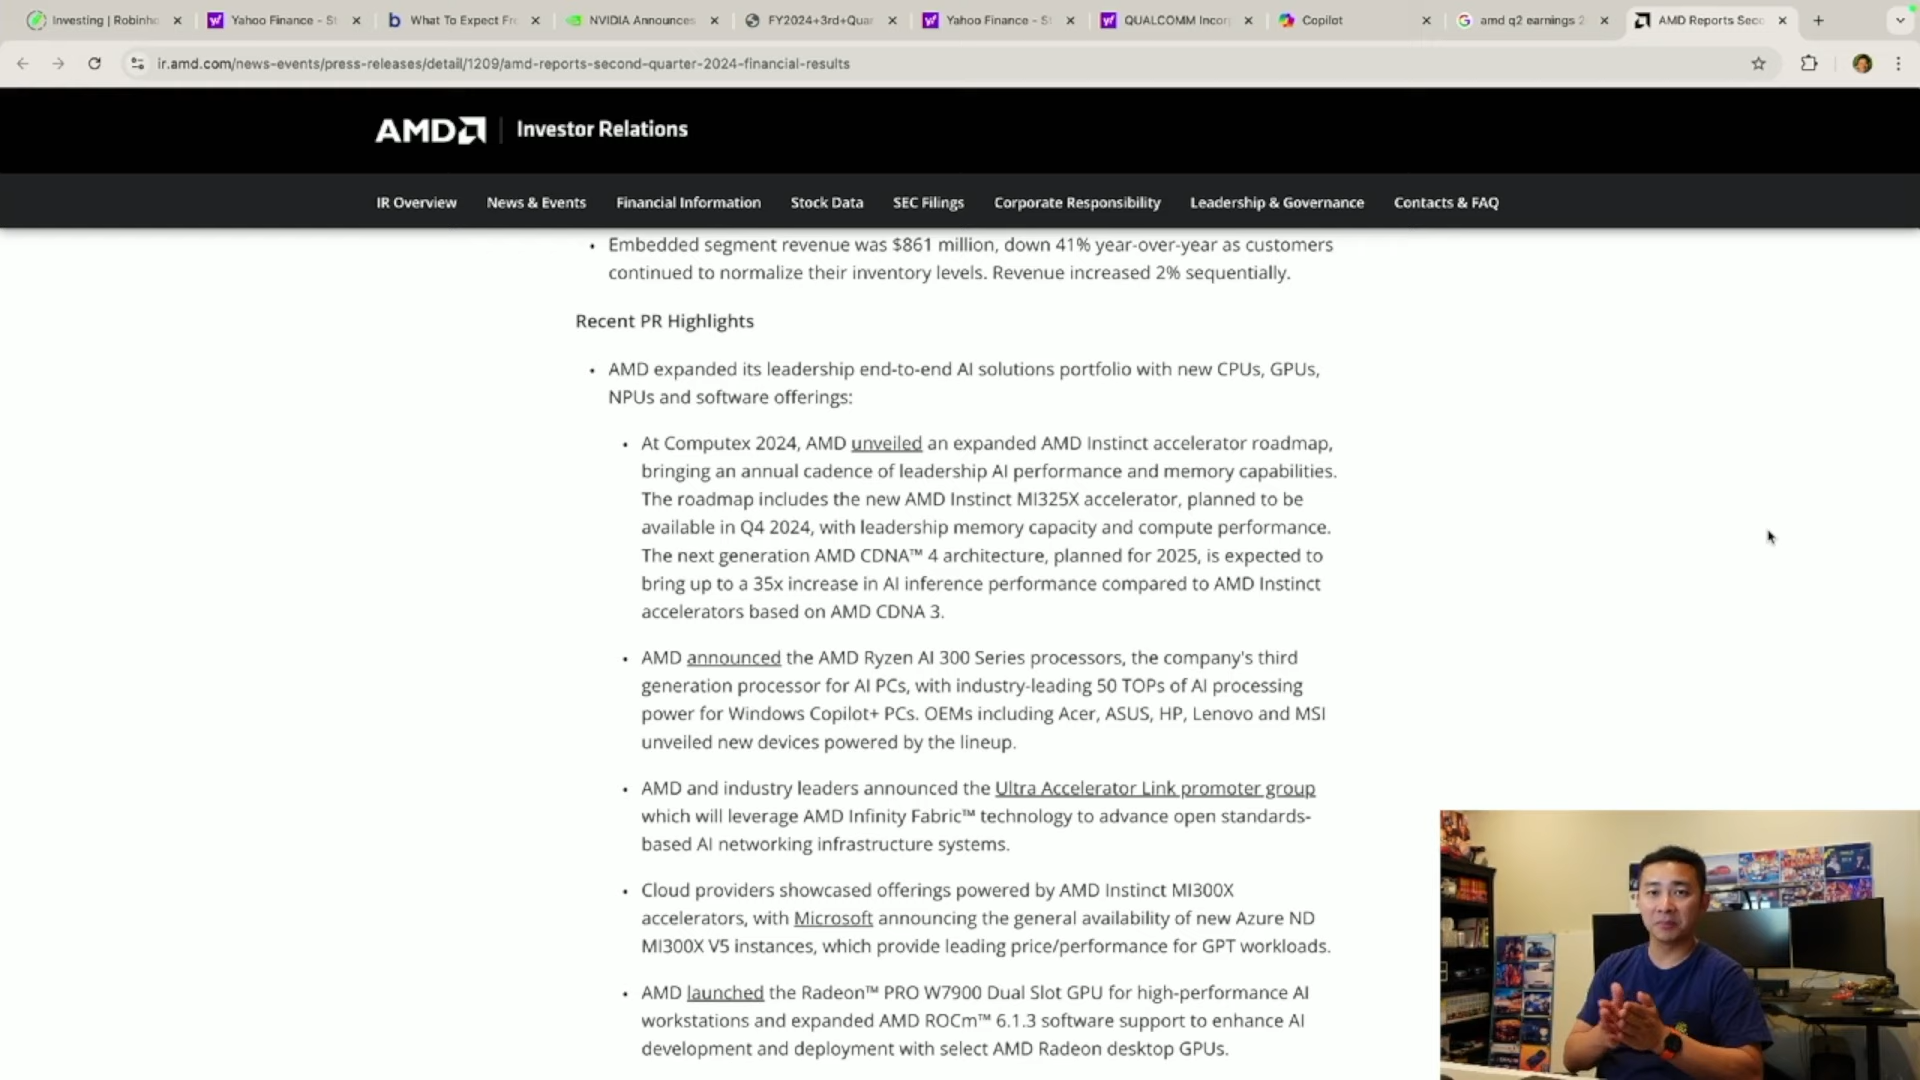 Investing | Robinho
Yahoo Finance - St
What To Expect Fro
NVIDIA Announces
FY2024+3rd+Quar
Yahoo Finance - St
QUALCOMM Incor
Copilot
amd q2 earnings 2
AMD Reports Seco
ir.amd.com/news-events/press-releases/detail/1209/amd-reports-second-quarter-2024-financial-results
AMD | Investor Relations
IR Overview News & Events Financial Information Stock Data SEC Filings Corporate Responsibility Leadership & Governance Contacts & FAQ
• Embedded segment revenue was $861 million, down 41% year-over-year as customers
continued to normalize their inventory levels. Revenue increased 2% sequentially.
Recent PR Highlights
• AMD expanded its leadership end-to-end AI solutions portfolio with new CPUs, GPUs,
NPUs and software offerings:
• At Computex 2024, AMD unveiled an expanded AMD Instinct accelerator roadmap,
bringing an annual cadence of leadership AI performance and memory capabilities.
The roadmap includes the new AMD Instinct MI325X accelerator, planned to be
available in Q4 2024, with leadership memory capacity and compute performance.
The next generation AMD CDNA™ 4 architecture, planned for 2025, is expected to
bring up to a 35x increase in AI inference performance compared to AMD Instinct
accelerators based on AMD CDNA 3.
• AMD announced the AMD Ryzen AI 300 Series processors, the company's third
generation processor for AI PCs, with industry-leading 50 TOPs of AI processing
power for Windows Copilot+ PCs. OEMs including Acer, ASUS, HP, Lenovo and MSI
unveiled new devices powered by the lineup.
• AMD and industry leaders announced the Ultra Accelerator Link promoter group
which will leverage AMD Infinity Fabric™ technology to advance open standards-
based AI networking infrastructure systems.
• Cloud providers showcased offerings powered by AMD Instinct MI300X
accelerators, with Microsoft announcing the general availability of new Azure ND
MI300X V5 instances, which provide leading price/performance for GPT workloads.
• AMD launched the Radeon™ PRO W7900 Dual Slot GPU for high-performance AI
workstations and expanded AMD ROCm™ 6.1.3 software support to enhance AI
development and deployment with select AMD Radeon desktop GPUs.